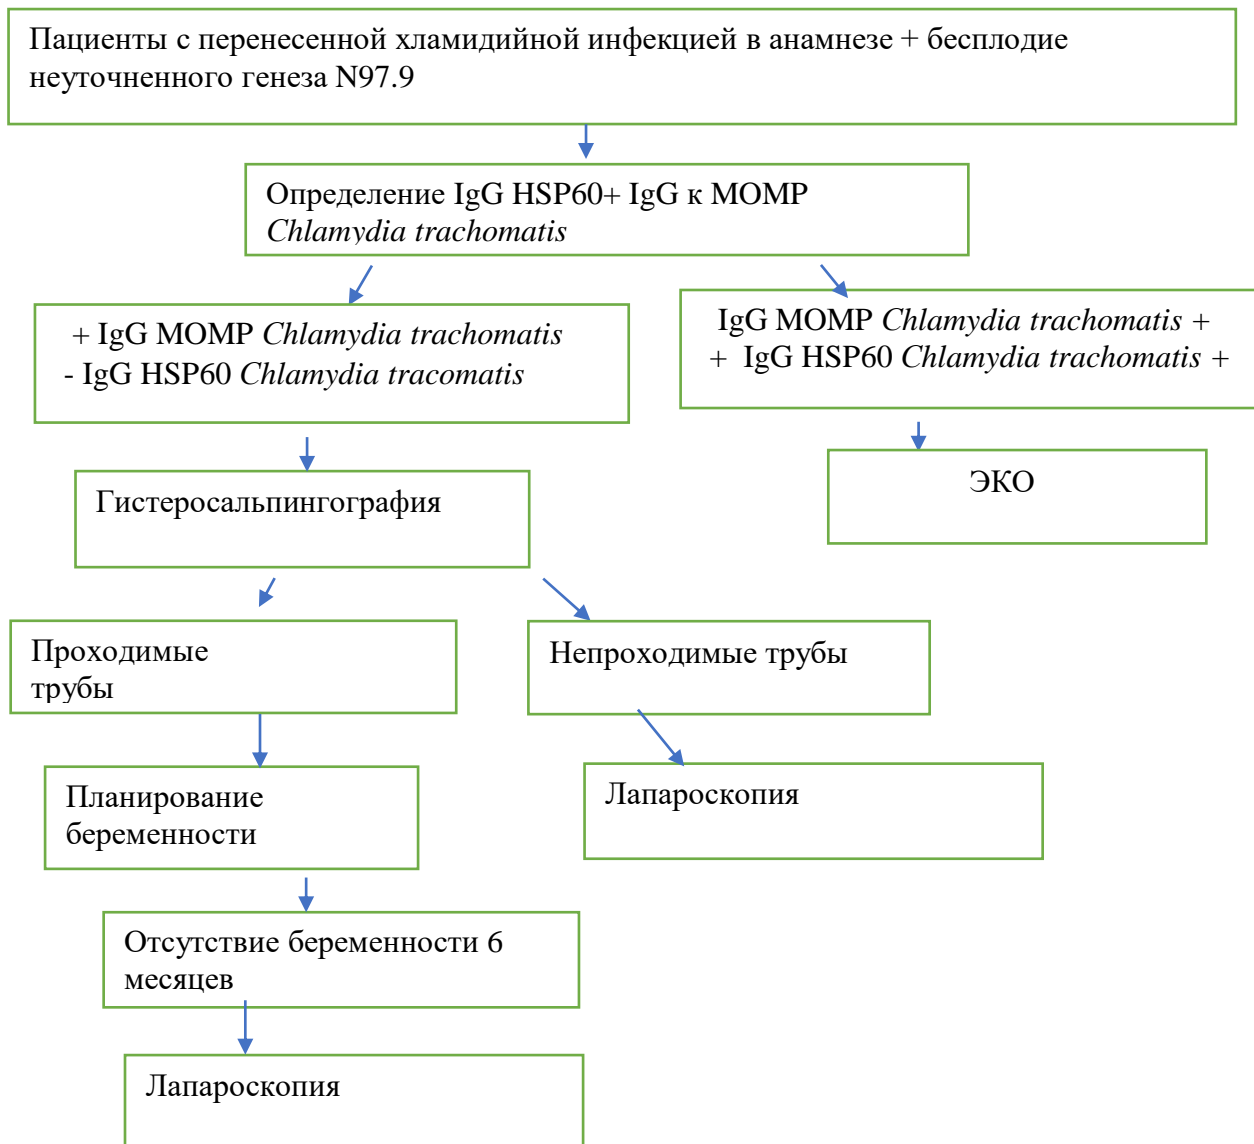 Пациенты с перенесенной хламидийной инфекцией в анамнезе + бесплодие
неуточненного генеза N97.9
Определение IgG HSP60+ IgG к MOMP
Chlamydia trachomatis
+ IgG MOMP Chlamydia trachomatis
- IgG HSP60 Chlamydia tracomatis
IgG MOMP Chlamydia trachomatis +
+ IgG HSP60 Chlamydia trachomatis +
Гистеросальпингография
ЭКО
Проходимые
трубы
Непроходимые трубы
Планирование
беременности
Лапароскопия
Отсутствие беременности 6
месяцев
Лапароскопия